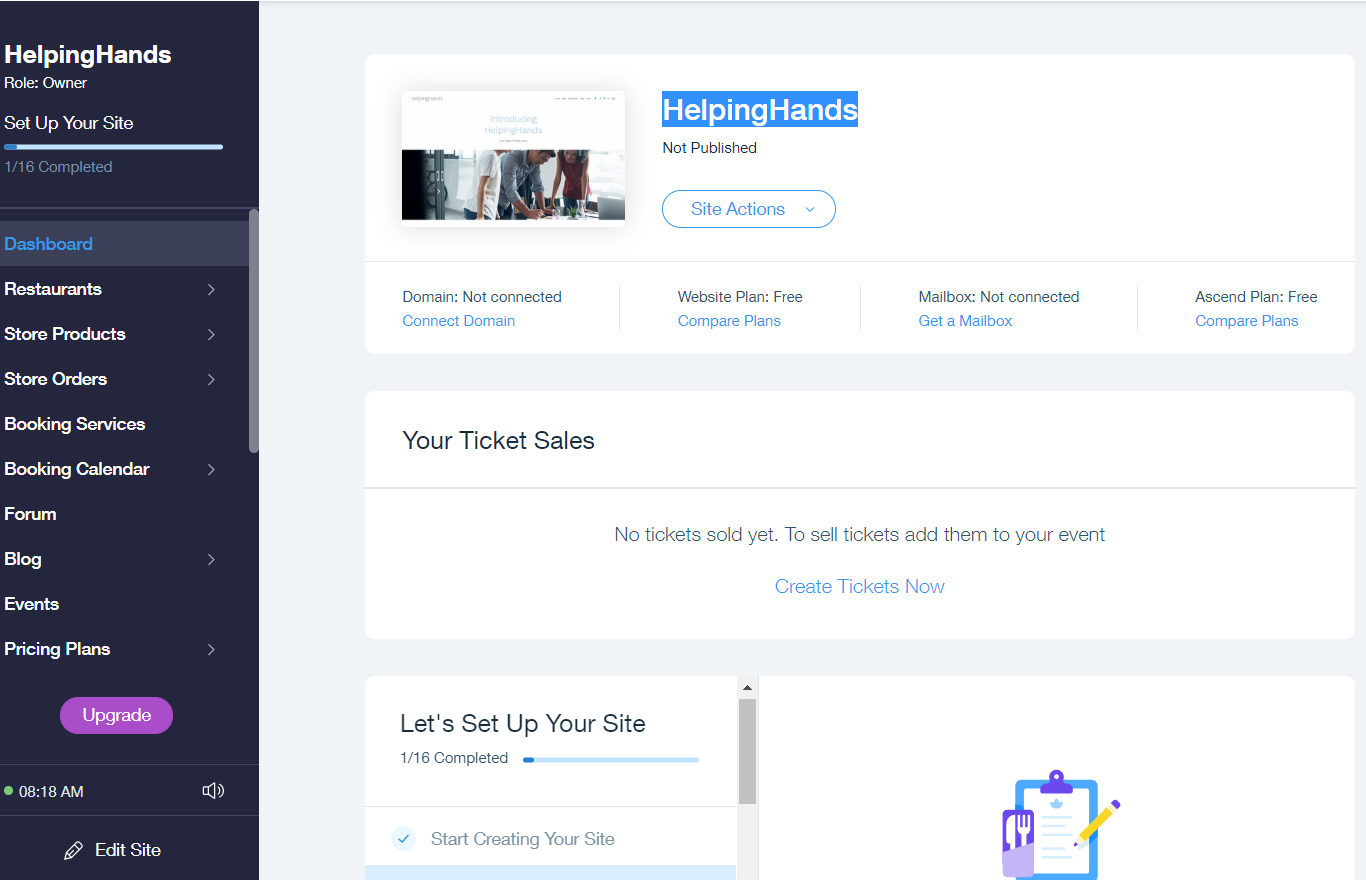 HelpingHands
Role: Owner
Set Up Your Site
1/16 Completed
Dashboard
Restaurants
Store Products
Store Orders
Booking Services
Booking Calendar
Forum
Blog
Events
Pricing Plans
Upgrade
08:18 AM
Edit Site
HelpingHands
Introducing
HelpingHands
HelpingHands
Not Published
Site Actions
Domain: Not connected
Connect Domain
Website Plan: Free
Compare Plans
Mailbox: Not connected
Get a Mailbox
Ascend Plan: Free
Compare Plans
Your Ticket Sales
No tickets sold yet. To sell tickets add them to your event
Create Tickets Now
Let's Set Up Your Site
1/16 Completed
Start Creating Your Site